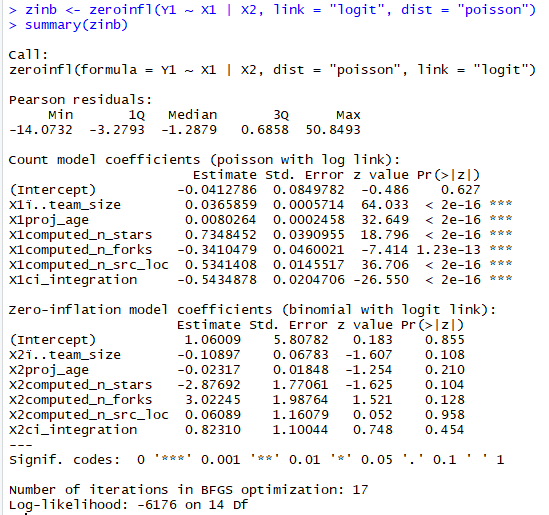 > zinb <- zeroinfl(Y1 ~ X1 | X2, link = "logit", dist = "poisson")
> summary(zinb)

Call:
zeroinfl(formula = Y1 ~ X1 | X2, dist = "poisson", link = "logit")

Pearson residuals:
     Min       1Q   Median       3Q      Max
-14.0732  -3.2793  -1.2879   0.6858  50.8493

Count model coefficients (poisson with log link):
                       Estimate Std. Error z value Pr(>|z|)
(Intercept)          -0.0412786  0.0849782  -0.486    0.627
X1ï..team_size        0.0365859  0.0005714  64.033  < 2e-16 ***
X1proj_age            0.0080264  0.0002458  32.649  < 2e-16 ***
X1computed_n_stars    0.7348452  0.0390955  18.796  < 2e-16 ***
X1computed_n_forks   -0.3410479  0.0460021  -7.414 1.23e-13 ***
X1computed_n_src_loc  0.5341408  0.0145517  36.706  < 2e-16 ***
X1ci_integration     -0.5434878  0.0204706 -26.550  < 2e-16 ***

Zero-inflation model coefficients (binomial with logit link):
                     Estimate Std. Error z value Pr(>|z|)
(Intercept)           1.06009    5.80782   0.183    0.855
X2ï..team_size       -0.10897    0.06783  -1.607    0.108
X2proj_age           -0.02317    0.01848  -1.254    0.210
X2computed_n_stars   -2.87692    1.77061  -1.625    0.104
X2computed_n_forks    3.02245    1.98764   1.521    0.128
X2computed_n_src_loc  0.06089    1.16079   0.052    0.958
X2ci_integration      0.82310    1.10044   0.748    0.454
---
Signif. codes:  0 '***' 0.001 '**' 0.01 '*' 0.05 '.' 0.1 ' ' 1

Number of iterations in BFGS optimization: 17
Log-likelihood: -6176 on 14 Df